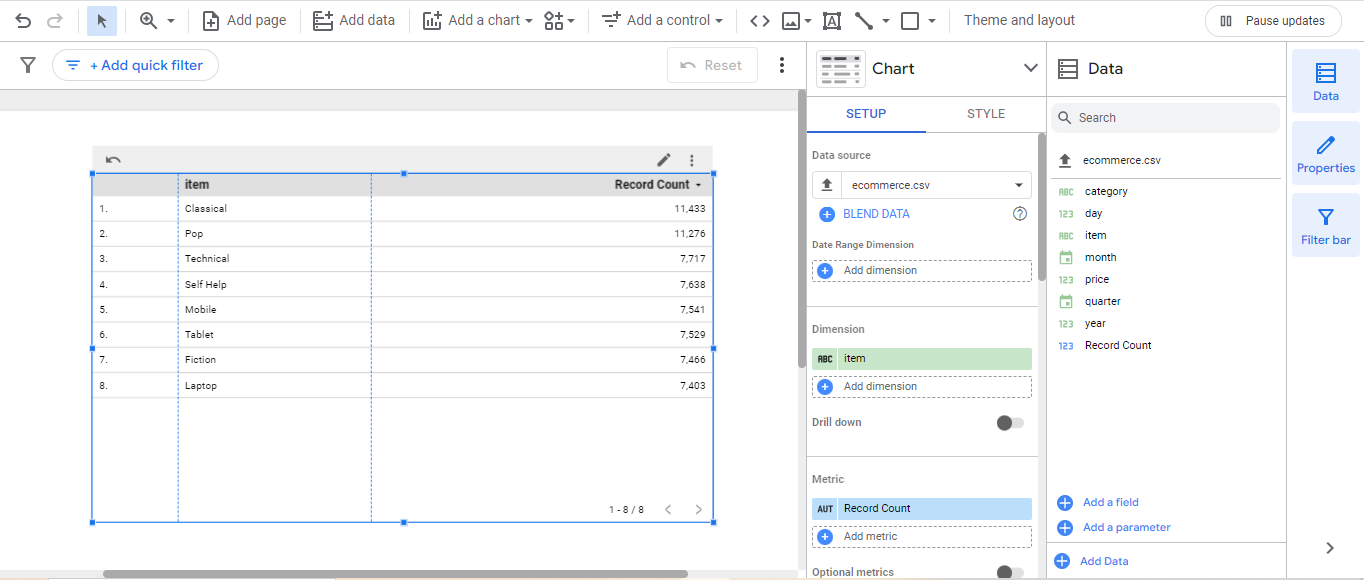 Add page
Add data
Add a chart
Add a control
Theme and layout
Pause updates
+ Add quick filter
Reset
item Record Count
1. Classical 11,433
2. Pop 11,276
3. Technical 7,717
4. Self Help 7,638
5. Mobile 7,541
6. Tablet 7,529
7. Fiction 7,466
8. Laptop 7,403
1 - 8 / 8
Chart
SETUP STYLE
Data source
ecommerce.csv
BLEND DATA
Date Range Dimension
Add dimension
Dimension
ABC item
Add dimension
Drill down
Metric
AUT Record Count
Add metric
Optional metrics
Data
Search
ecommerce.csv
ABC category
123 day
ABC item
month
123 price
quarter
123 year
123 Record Count
Add a field
Add a parameter
Add Data
Data
Properties
Filter bar